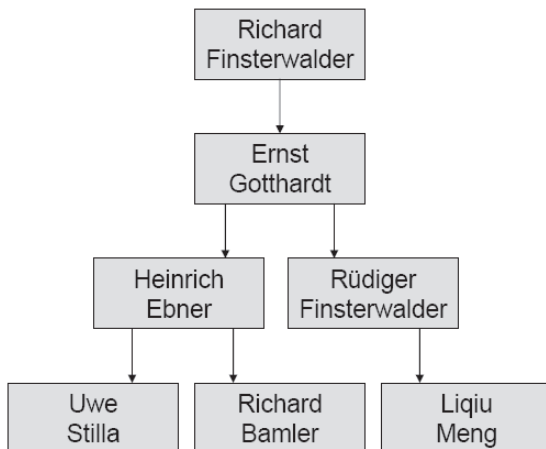 Richard
Finsterwalder
Ernst
Gotthardt
Heinrich
Ebner
Rüdiger
Finsterwalder
Uwe
Stilla
Richard
Bamler
Liqiu
Meng